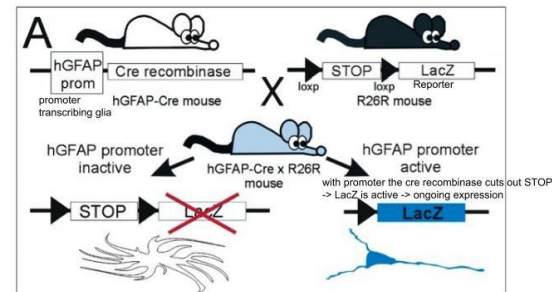 A
hGFAP
prom
Cre recombinase
STOP
LacZ
loxp
loxp
Reporter
promoter
transcribing glia
hGFAP-Cre mouse
X
R26R mouse
hGFAP promoter
inactive
hGFAP-Cre x R26R
mouse
hGFAP promoter
active
with promoter the cre recombinase cuts out STOP
-> LacZ is active -> ongoing expression
STOP
LacZ
LacZ